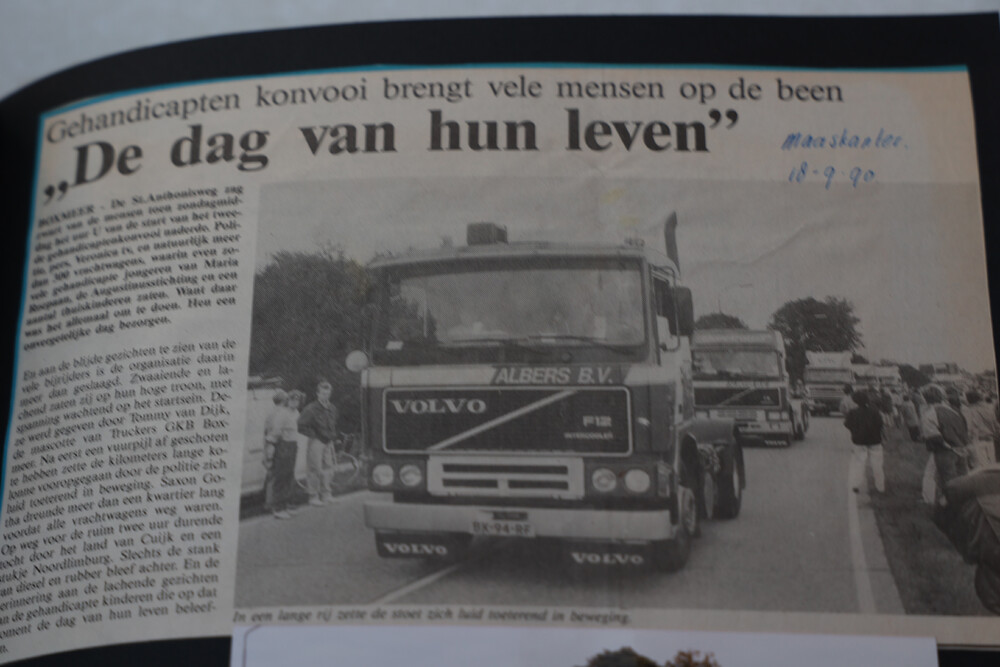 Gehandicapten konvooi brengt vele mensen op de been
„De dag van hun leven”
Maaskanter.
18-9-90
BOXMEER - De St.Anthonisweg zag
zwart van de mensen toen zondagmid-
dag het uur U van de start van het twee-
de gehandicaptenkonvooi naderde. Poli-
tie, pers, Veronica tv, en natuurlijk meer
dan 300 vrachtwagens, waarin even zo-
vele gehandicapte jongeren van Maria
Roepaan, de Augustinusstichting en een
aantal thuiskinderen zaten. Want daar
was het allemaal om te doen. Hen een
onvergetelijke dag bezorgen.
En aan de blijde gezichten te zien van de
vele bijrijders is de organisatie daarin
meer dan geslaagd. Zwaaiende en la-
chend zaten zij op hun hoge troon, met
spanning wachtend op het startsein. De-
ze werd gegeven door Tommy van Dijk,
de mascotte van Truckers GKB Box-
meer. Na eerst een vuurpijl af geschoten
te hebben zette de kilometers lange ko-
lonne vooropgegaan door de politie zich
luid toeterend in beweging. Saxon Go-
tha dreunde meer dan een kwartier lang
voordat alle vrachtwagens weg waren.
Op weg voor de ruim twee uur durende
tocht door het land van Cuijk en een
stukje Noordlimburg. Slechts de stank
van diesel en rubber bleef achter. En de
erinnering aan de lachende gezichten
an de gehandicapte kinderen die op dat
oment de dag van hun leven beleef-
n.
ALBERS B.V.
VOLVO
F12
INTERCOOLER
BX-94-BF
VOLVO
VOLVO
In een lange rij zette de stoet zich luid toeterend in beweging.